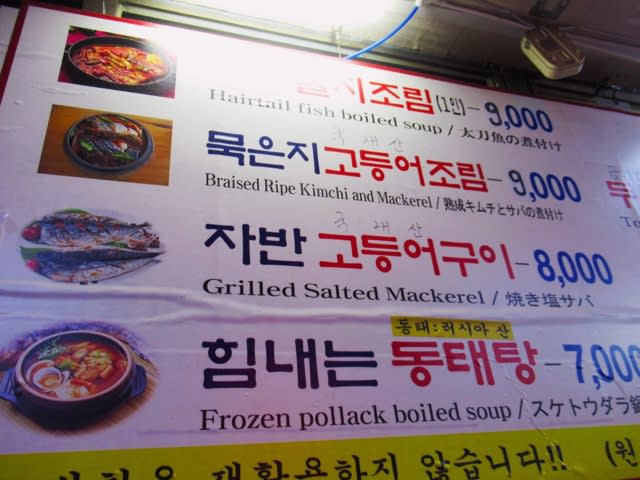 갈치조림(1인)-9,000
Hairtail fish boiled soup / 太刀魚の煮付け
국내산
묵은지고등어조림-9,000
Braised Ripe Kimchi and Mackerel / 熟成キムチとサバの煮付け
국내산
자반 고등어구이-8,000
Grilled Salted Mackerel / 焼き塩サバ
동태:러시아 산
힘내는 동태탕-7,000
Frozen pollack boiled soup / スケトウダラ
재활용하지 않습니다!! (원